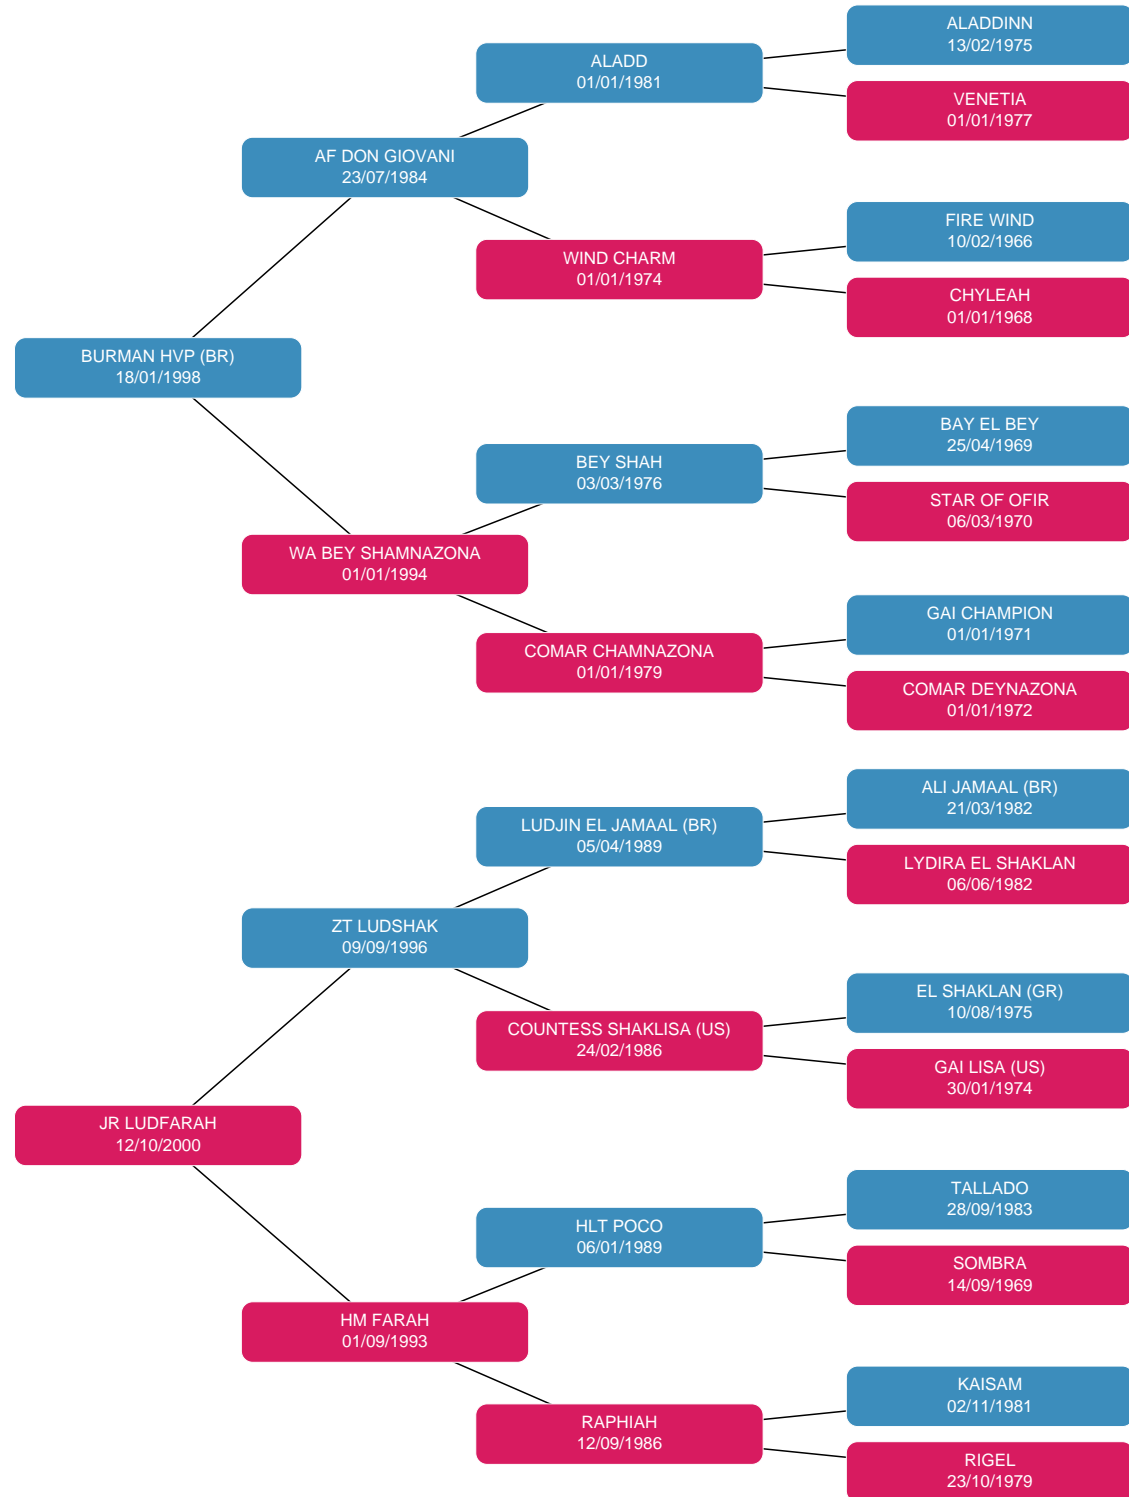 ALADDINN
13/02/1975
ALADD
01/01/1981
VENETIA
01/01/1977
AF DON GIOVANI
23/07/1984
FIRE WIND
10/02/1966
WIND CHARM
01/01/1974
CHYLEAH
01/01/1968
BURMAN HVP (BR)
18/01/1998
BAY EL BEY
25/04/1969
BEY SHAH
03/03/1976
STAR OF OFIR
06/03/1970
WA BEY SHAMNAZONA
01/01/1994
GAI CHAMPION
01/01/1971
COMAR CHAMNAZONA
01/01/1979
COMAR DEYNAZONA
01/01/1972
ALI JAMAAL (BR)
21/03/1982
LUDJIN EL JAMAAL (BR)
05/04/1989
LYDIRA EL SHAKLAN
06/06/1982
ZT LUDSHAK
09/09/1996
EL SHAKLAN (GR)
10/08/1975
COUNTESS SHAKLISA (US)
24/02/1986
GAI LISA (US)
30/01/1974
JR LUDFARAH
12/10/2000
TALLADO
28/09/1983
HLT POCO
06/01/1989
SOMBRA
14/09/1969
HM FARAH
01/09/1993
KAISAM
02/11/1981
RAPHIAH
12/09/1986
RIGEL
23/10/1979